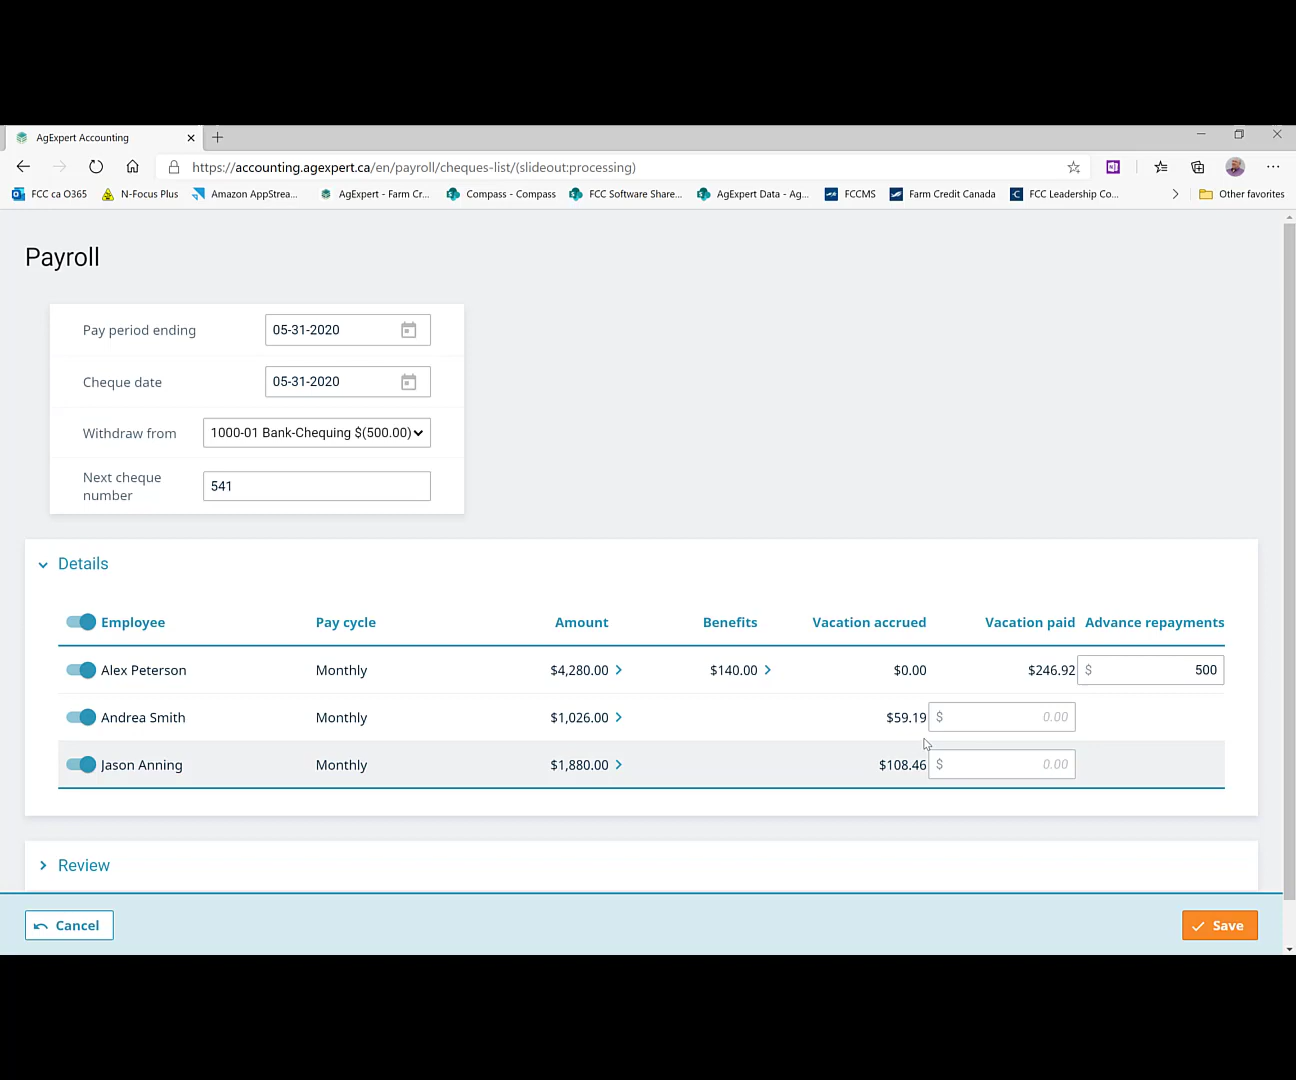 AgExpert Accounting
https://accounting.agexpert.ca/en/payroll/cheques-list/(slideout:processing)
FCC ca O365 N-Focus Plus Amazon AppStrea... AgExpert - Farm Cr... Compass - Compass FCC Software Share... AgExpert Data - Ag... FCCMS Farm Credit Canada FCC Leadership Co... Other favorites
Payroll
Pay period ending 05-31-2020
Cheque date 05-31-2020
Withdraw from 1000-01 Bank-Chequing $(500.00)
Next cheque
number
541
Details
Employee Pay cycle Amount Benefits Vacation accrued Vacation paid Advance repayments
Alex Peterson Monthly $4,280.00 $140.00 $0.00 $246.92 $ 500
Andrea Smith Monthly $1,026.00 $59.19 $ 0.00
Jason Anning Monthly $1,880.00 $108.46 $ 0.00
Review
Cancel Save